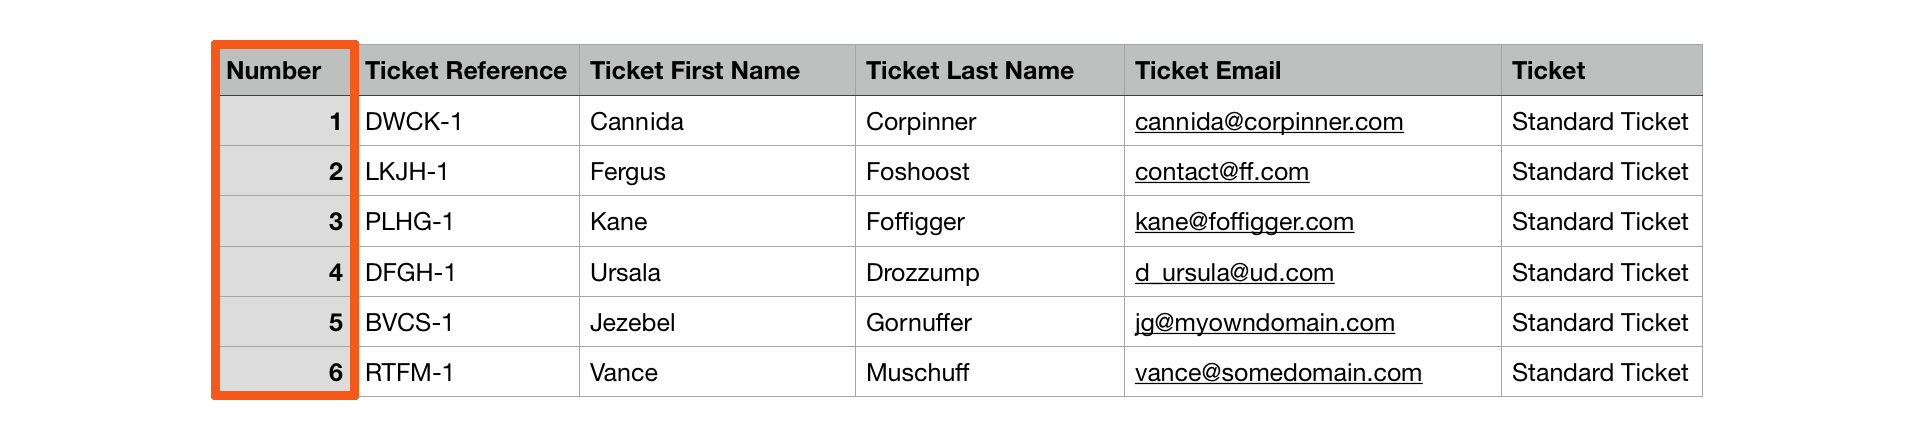 Number Ticket Reference Ticket First Name Ticket Last Name Ticket Email Ticket
1 DWCK-1 Cannida Corpinner cannida@corpinner.com Standard Ticket
2 LKJH-1 Fergus Foshoost contact@ff.com Standard Ticket
3 PLHG-1 Kane Foffigger kane@foffigger.com Standard Ticket
4 DFGH-1 Ursala Drozzump d_ursula@ud.com Standard Ticket
5 BVCS-1 Jezebel Gornuffer jg@myowndomain.com Standard Ticket
6 RTFM-1 Vance Muschuff vance@somedomain.com Standard Ticket